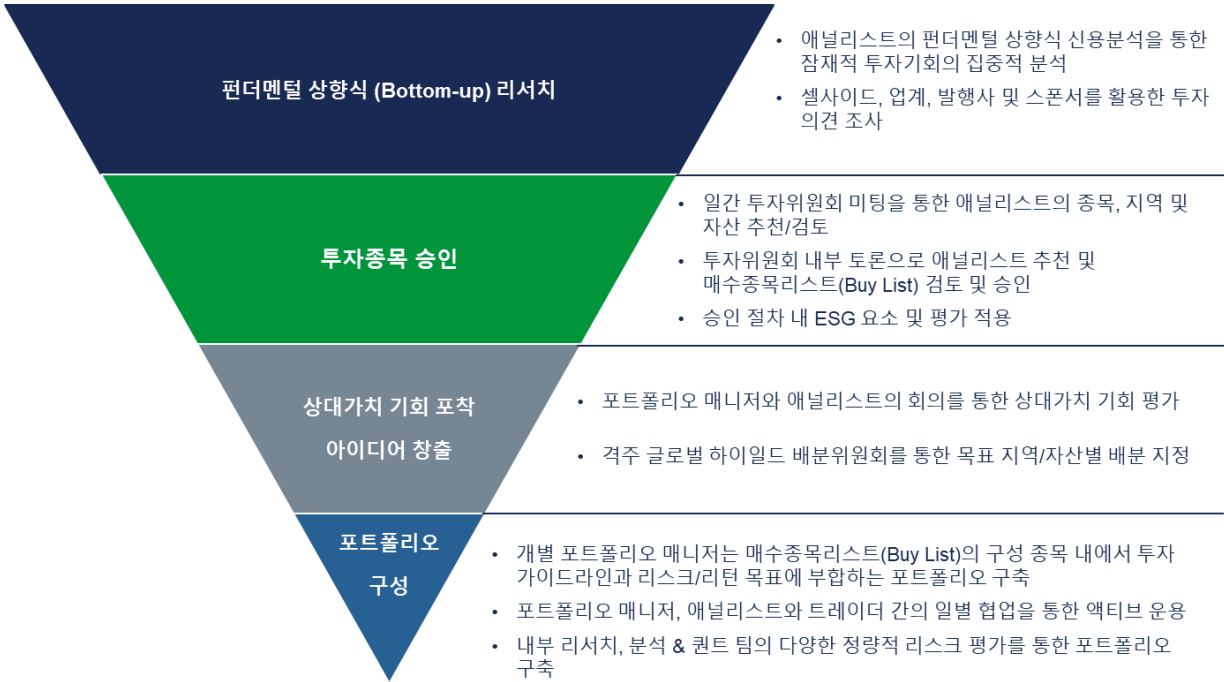 펀더멘털 상향식 (Bottom-up) 리서치
• 애널리스트의 펀더멘털 상향식 신용분석을 통한
잠재적 투자기회의 집중적 분석
• 셀사이드, 업계, 발행사 및 스폰서를 활용한 투자
의견 조사
투자종목 승인
• 일간 투자위원회 미팅을 통한 애널리스트의 종목, 지역 및
자산 추천/검토
• 투자위원회 내부 토론으로 애널리스트 추천 및
매수종목리스트(Buy List) 검토 및 승인
• 승인 절차 내 ESG 요소 및 평가 적용
상대가치 기회 포착
아이디어 창출
• 포트폴리오 매니저와 애널리스트의 회의를 통한 상대가치 기회 평가
• 격주 글로벌 하이일드 배분위원회를 통한 목표 지역/자산별 배분 지정
포트폴리오
구성
• 개별 포트폴리오 매니저는 매수종목리스트(Buy List)의 구성 종목 내에서 투자
가이드라인과 리스크/리턴 목표에 부합하는 포트폴리오 구축
• 포트폴리오 매니저, 애널리스트와 트레이더 간의 일별 협업을 통한 액티브 운용
• 내부 리서치, 분석 & 퀀트 팀의 다양한 정량적 리스크 평가를 통한 포트폴리오
구축